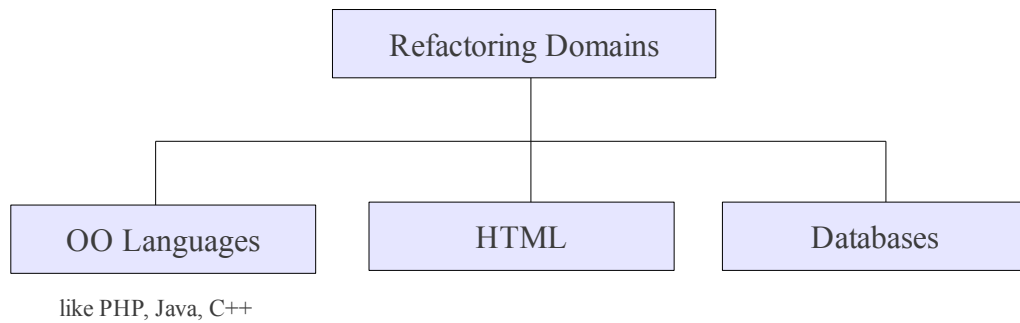 Refactoring Domains
OO Languages
HTML
Databases
like PHP, Java, C++